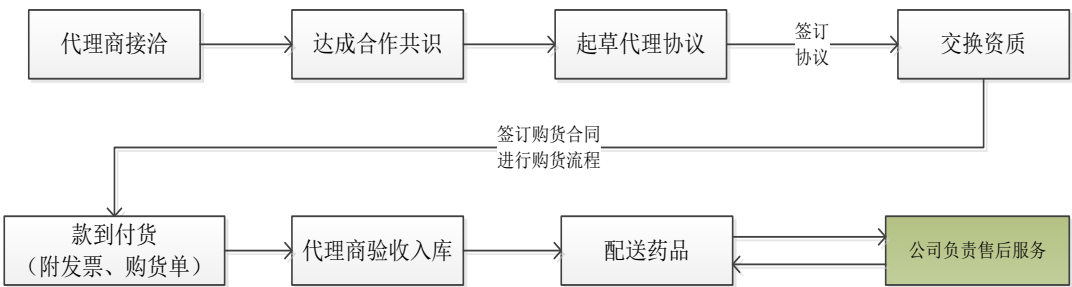 代理商接洽
达成合作共识
起草代理协议
签订
协议
交换资质
签订购货合同
进行购货流程
款到付货
（附发票、购货单）
代理商验收入库
配送药品
公司负责售后服务